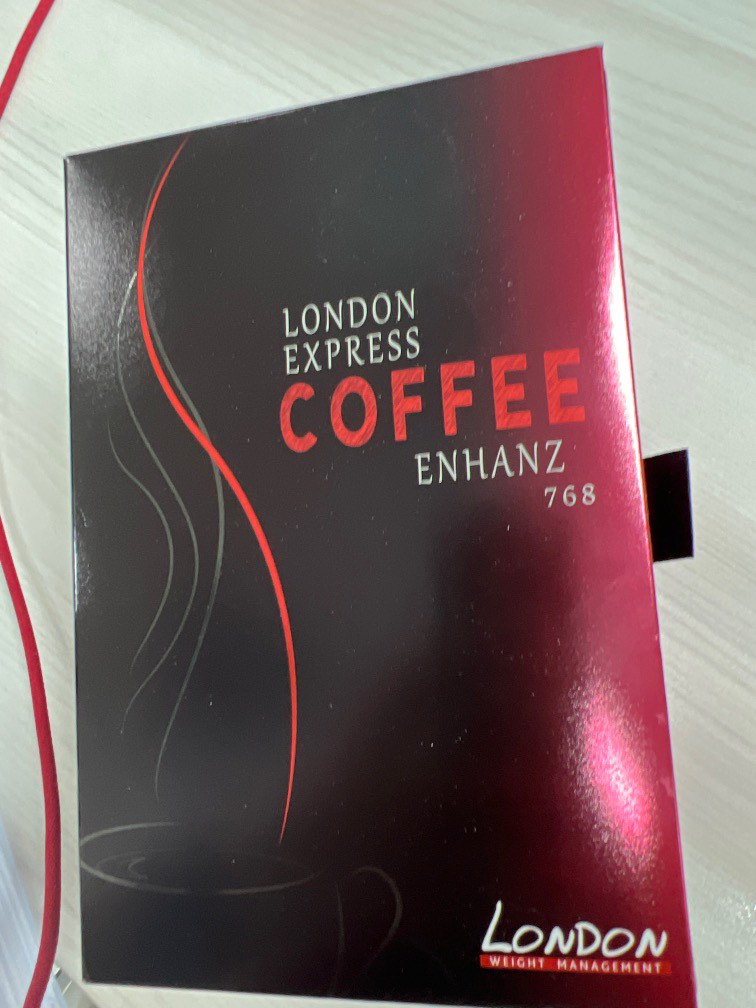 LONDON
EXPRESS
COFFEE
ENHANZ
768
LONDON
WEIGHT MANAGEMENT